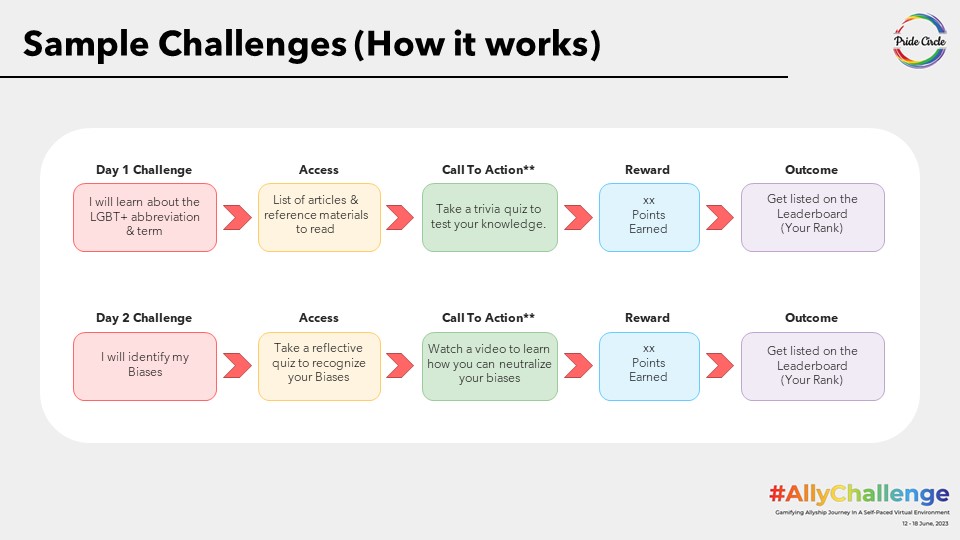 Sample Challenges (How it works)
Pride Circle
Day 1 Challenge
Access
Call To Action**
Reward
Outcome
I will learn about the
LGBT+ abbreviation
& term
List of articles &
reference materials
to read
Take a trivia quiz to
test your knowledge.
xx
Points
Earned
Get listed on the
Leaderboard
(Your Rank)
Day 2 Challenge
Access
Call To Action**
Reward
Outcome
I will identify my
Biases
Take a reflective
quiz to recognize
your Biases
Watch a video to learn
how you can neutralize
your biases
xx
Points
Earned
Get listed on the
Leaderboard
(Your Rank)
#AllyChallenge
Gamifying Allyship Journey In A Self-Paced Virtual Environment
12 - 18 June, 2023